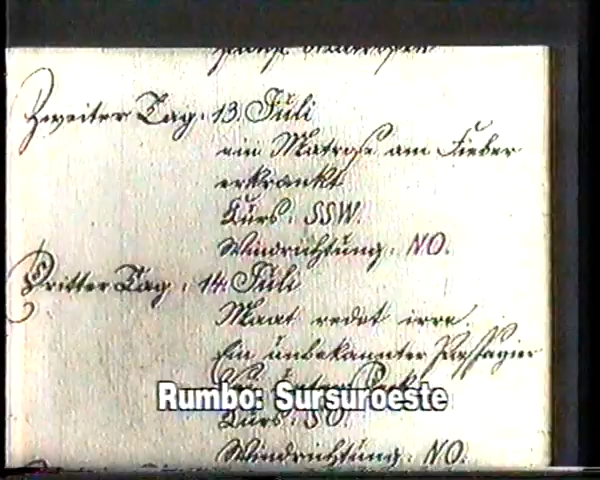 Zweiter Tag: 13. Juli
ein Matrose am Fieber
erkrankt
Kurs: SSW.
Windrichtung: NO.
Dritter Tag: 14. Juli
Maat redet irre.
Ein unbekannter Passagier
Rumbo: Sursuroeste
Kurs: SO.
Windrichtung: NO.